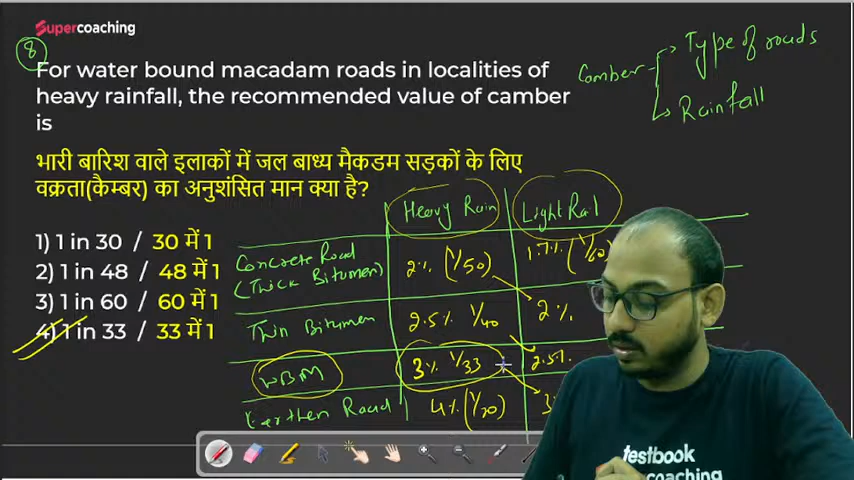 Supercoaching
8
For water bound macadam roads in localities of
heavy rainfall, the recommended value of camber
is
भारी बारिश वाले इलाकों में जल बाध्य मैकडम सड़कों के लिए
वक्रता(कैम्बर) का अनुशंसित मान क्या है?
1) 1 in 30 / 30 में 1
2) 1 in 48 / 48 में 1
3) 1 in 60 / 60 में 1
4) 1 in 33 / 33 में 1
Camber
Type of roads
Rainfall
Heavy Rain Light Rail
Concrete Road
(Thick Bitumen) 2% (1/50) 1.7% (1/60)
Thin Bitumen 2.5% 1/40 2%
WBM 3% 1/33 2.5%
Earthen Road 4% (1/20) 3
testbook
coaching